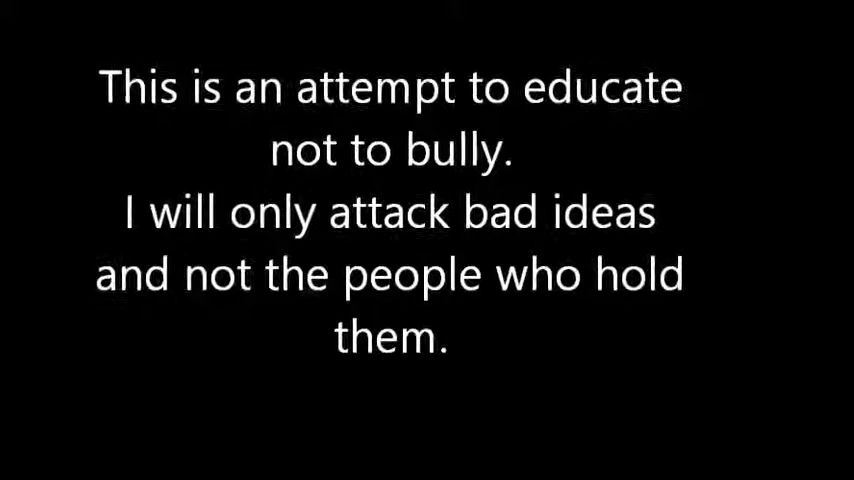 This is an attempt to educate
not to bully.
I will only attack bad ideas
and not the people who hold
them.